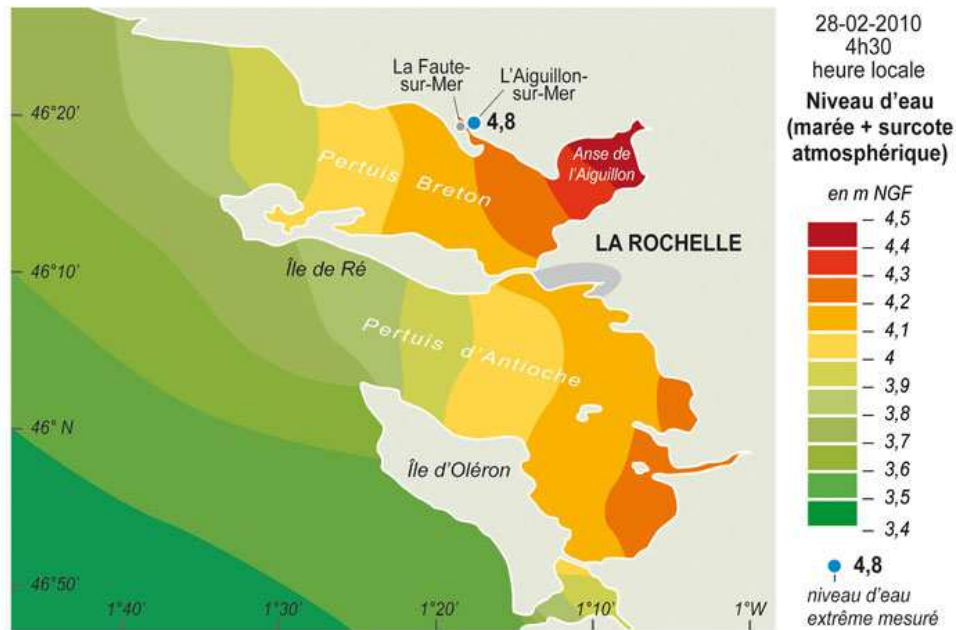 La Faute-
sur-Mer
L'Aiguillon-
sur-Mer
4,8
Anse de
l'Aiguillon
Pertuis Breton
LA ROCHELLE
Île de Ré
Pertuis d'Antioche
Île d'Oléron
46°20'
46°10'
46° N
46°50'
1°40'
1°30'
1°20'
1°10'
1°W
28-02-2010
4h30
heure locale
Niveau d'eau
(marée + surcote
atmosphérique)
en m NGF
4,5
4,4
4,3
4,2
4,1
4
3,9
3,8
3,7
3,6
3,5
3,4
4,8
niveau d'eau
extrême mesuré